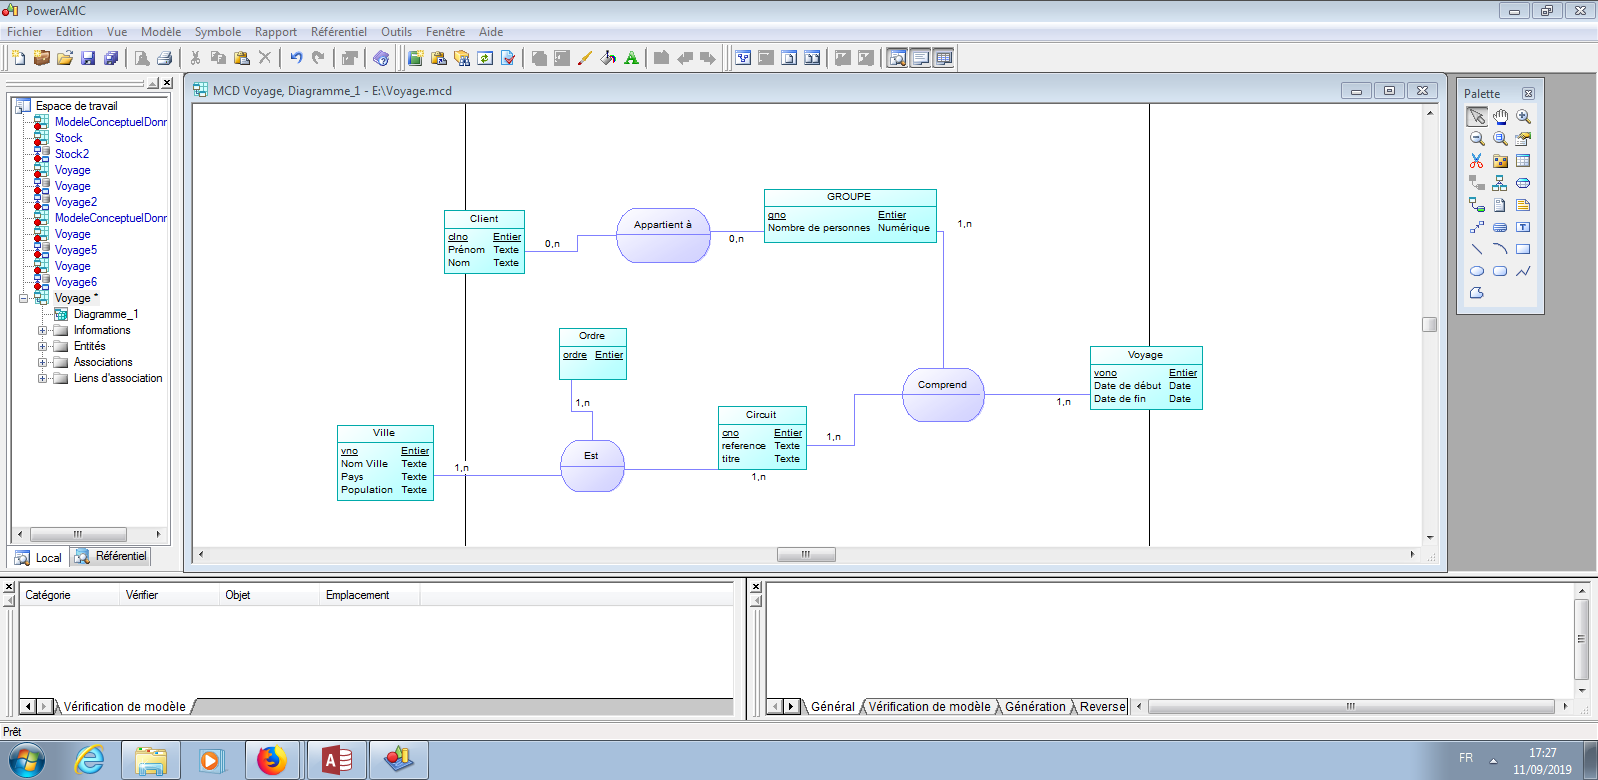 PowerAMC
Fichier Edition Vue Modèle Symbole Rapport Référentiel Outils Fenêtre Aide
Espace de travail
ModeleConceptuelDonr
Stock
Stock2
Voyage
Voyage
Voyage2
ModeleConceptuelDonr
Voyage
Voyage5
Voyage
Voyage6
Voyage *
Diagramme_1
Informations
Entités
Associations
Liens d'association
Local Référentiel
MCD Voyage, Diagramme_1 - E:\Voyage.mcd
Client
clno Entier
Prénom Texte
Nom Texte
0,n
Appartient à
0,n
GROUPE
gno Entier
Nombre de personnes Numérique
1,n
Ordre
ordre Entier
1,n
Ville
vno Entier
Nom Ville Texte
Pays Texte
Population Texte
1,n
Est
1,n
Circuit
cno Entier
reference Texte
titre Texte
1,n
Comprend
1,n
Voyage
vono Entier
Date de début Date
Date de fin Date
Palette
Catégorie Vérifier Objet Emplacement
Vérification de modèle
Général Vérification de modèle Génération Reverse
Prêt
FR
17:27
11/09/2019